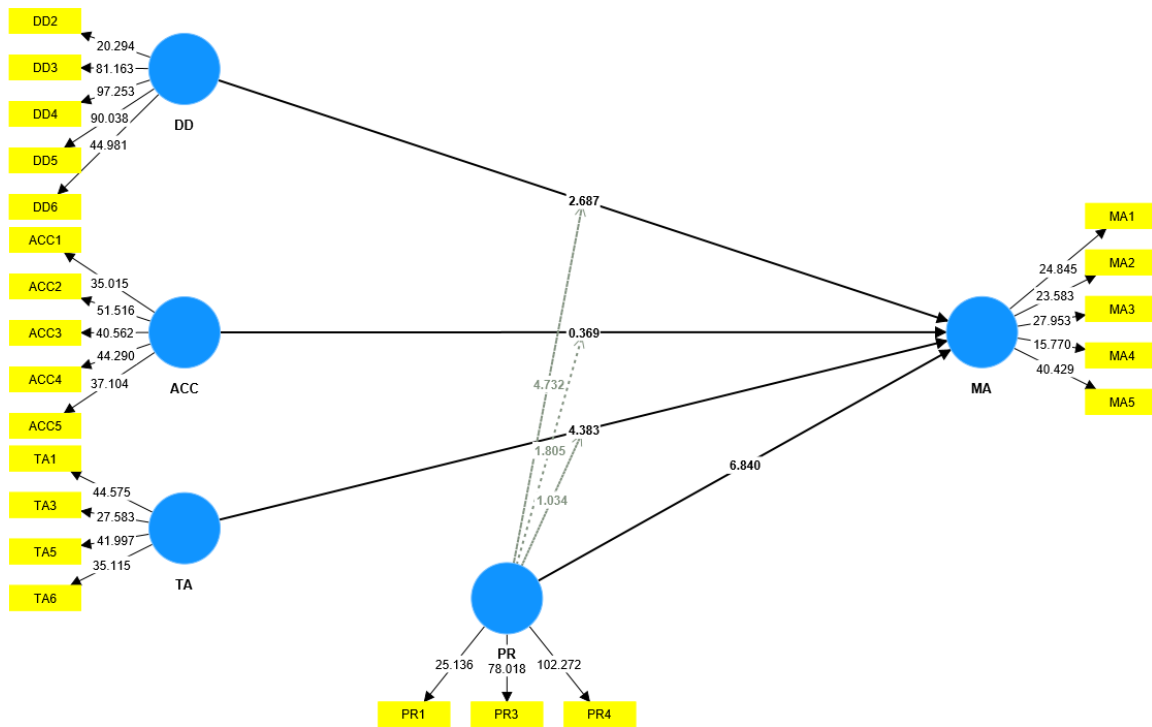 DD2
20.294
DD3
81.163
DD4
97.253
90.038
DD5
44.981
DD6
DD
ACC1
35.015
ACC2
51.516
ACC3
40.562
44.290
ACC4
37.104
ACC5
ACC
TA1
44.575
TA3
27.583
TA5
41.997
35.115
TA6
TA
2.687
0.369
4.383
6.840
4.732
1.805
1.034
PR
25.136
78.018
102.272
PR1
PR3
PR4
MA
MA1
24.845
MA2
23.583
MA3
27.953
15.770
MA4
40.429
MA5